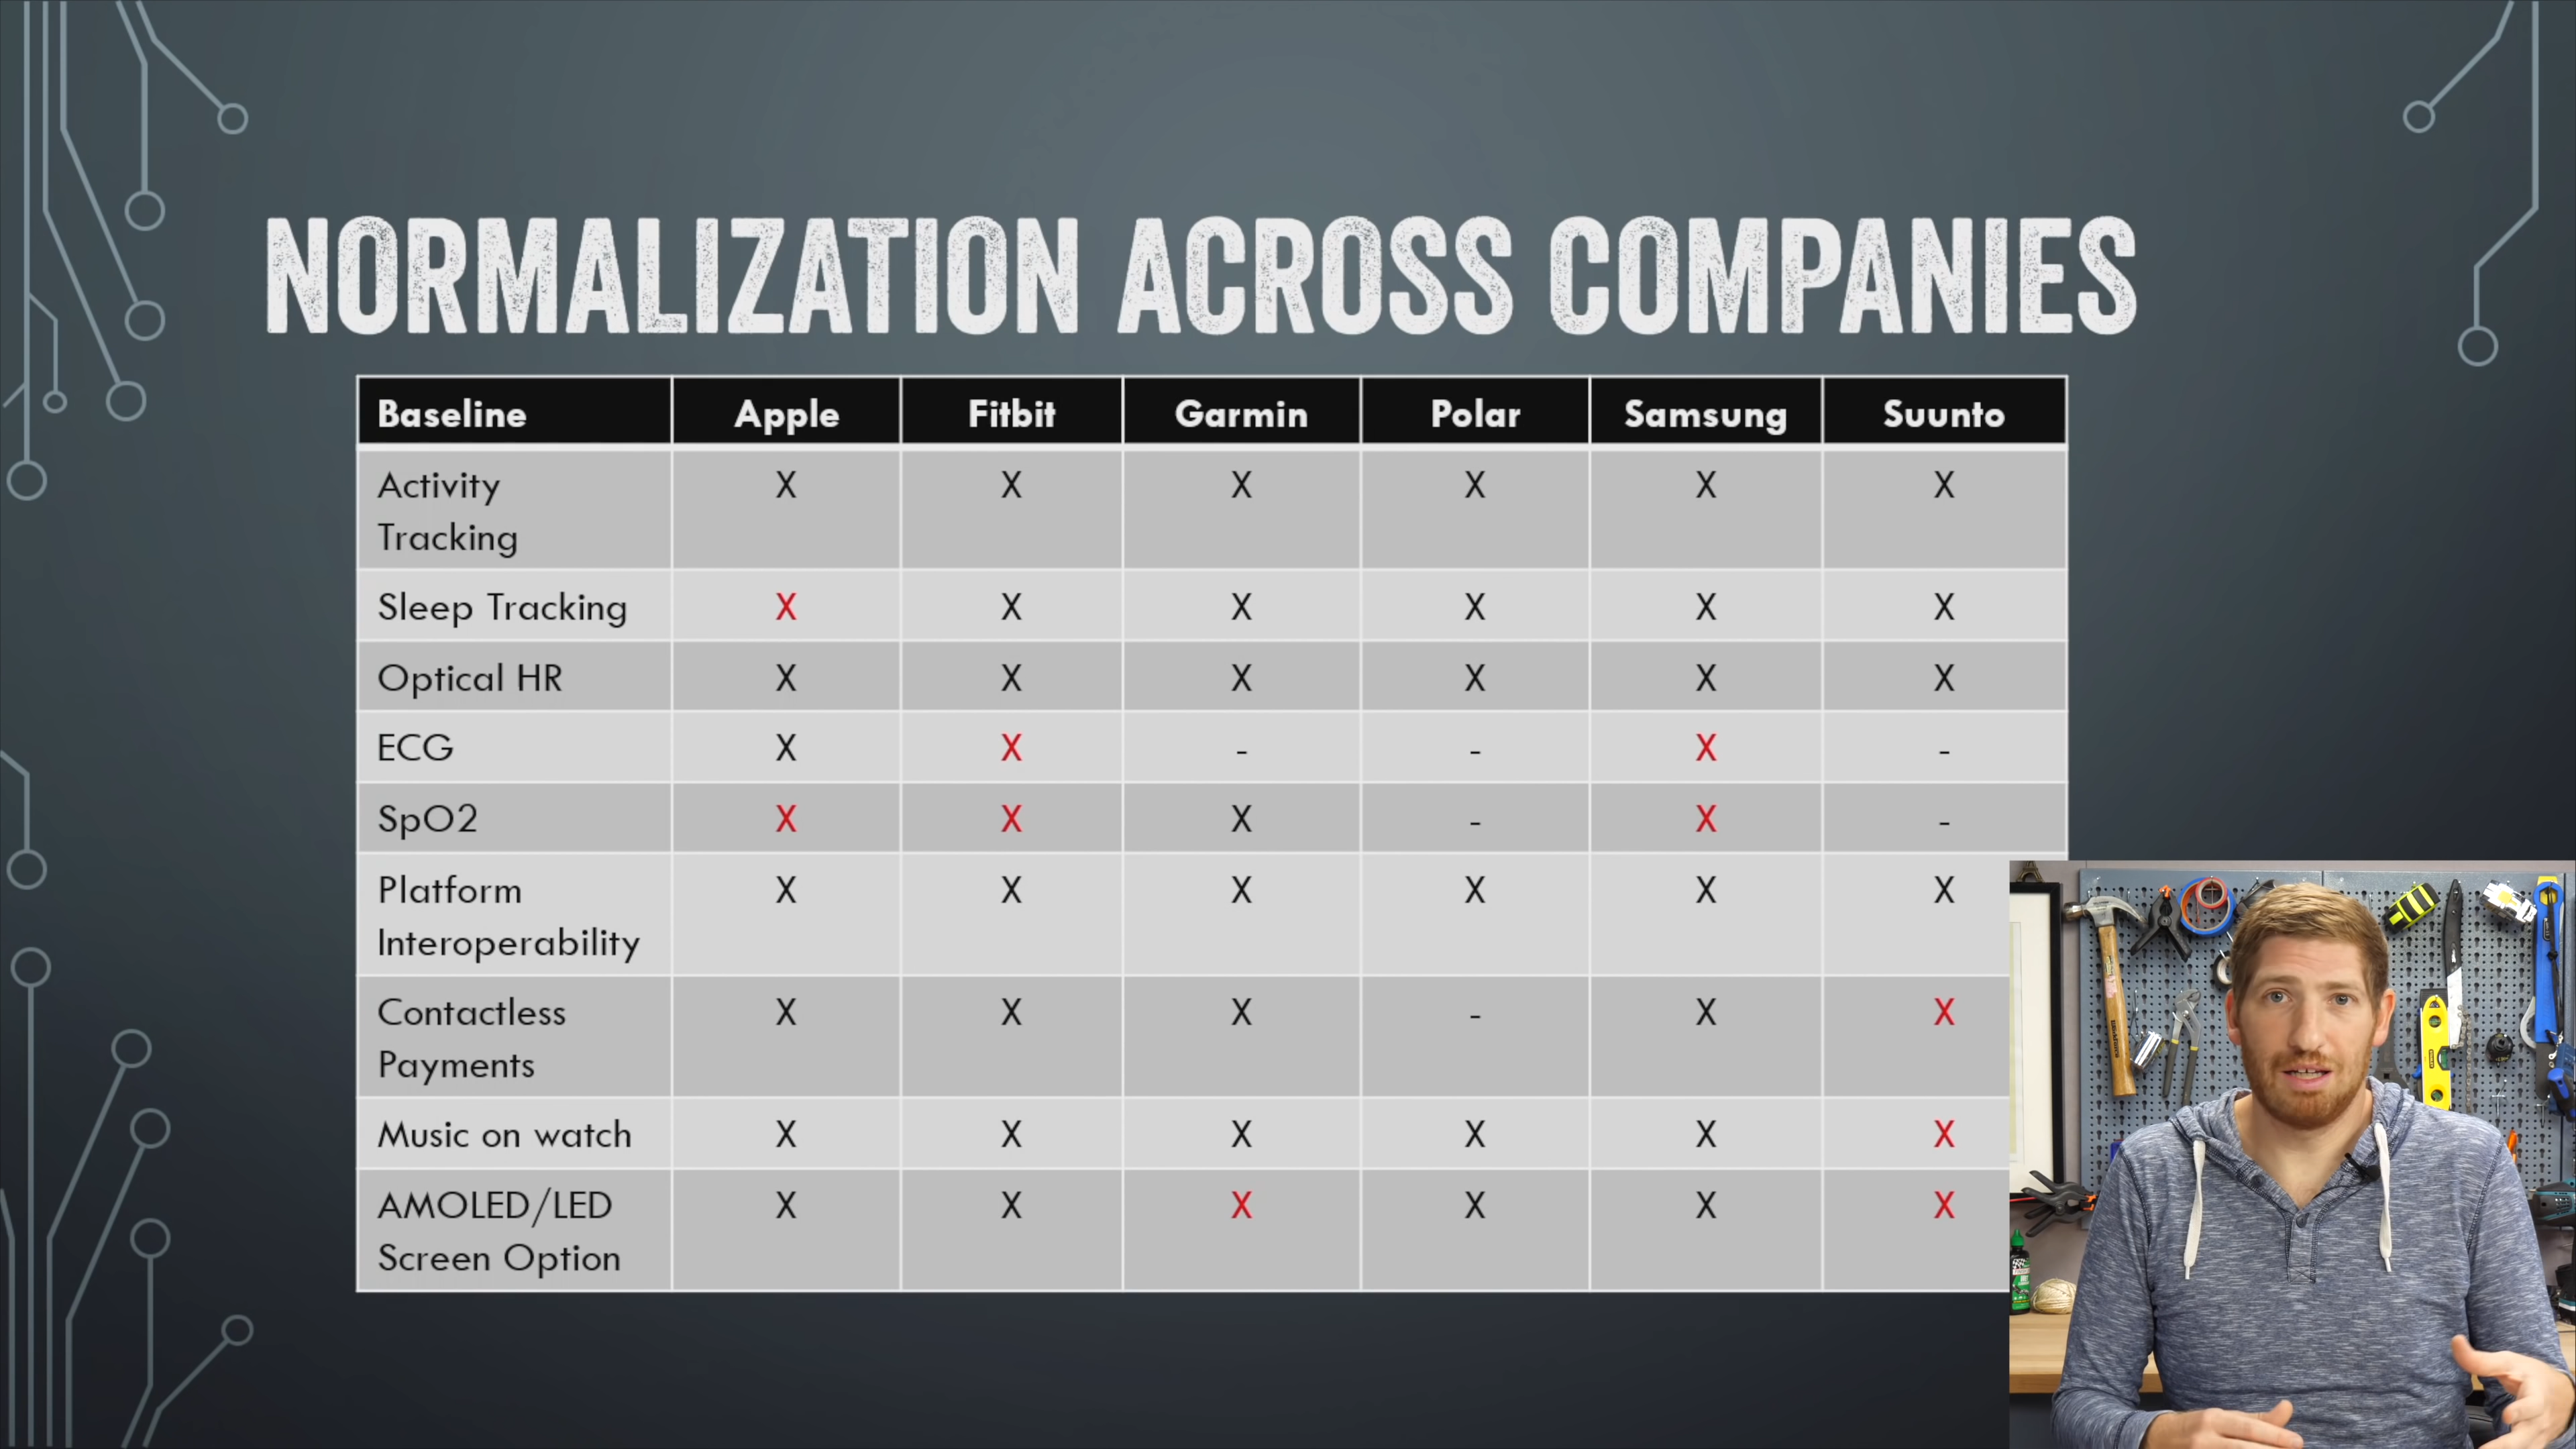 NORMALIZATION ACROSS COMPANIES
Baseline Apple Fitbit Garmin Polar Samsung Suunto
Activity X X X X X X
Tracking
Sleep Tracking X X X X X X
Optical HR X X X X X X
ECG X X - - X -
SpO2 X X X - X -
Platform X X X X X X
Interoperability
Contactless X X X - X X
Payments
Music on watch X X X X X X
AMOLED/LED X X X X X X
Screen Option